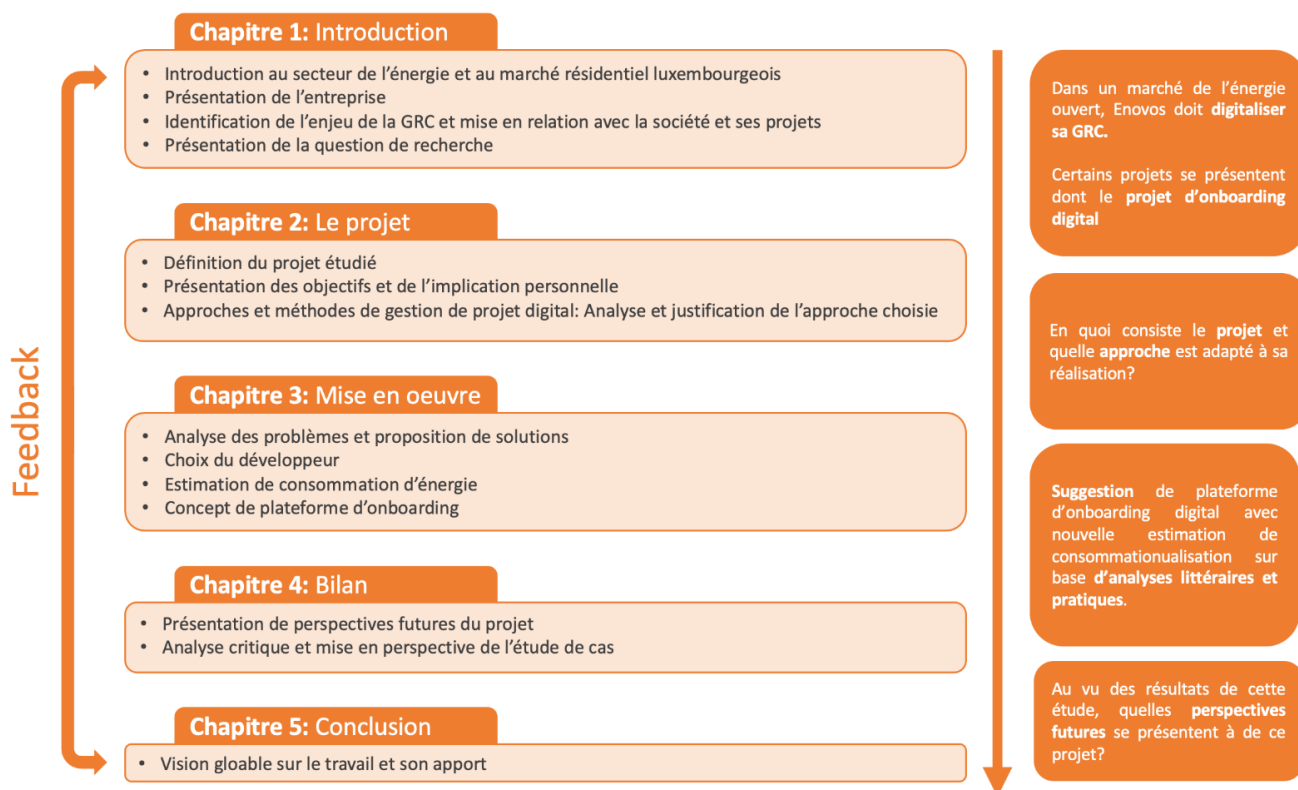 Feedback
Chapitre 1: Introduction
• Introduction au secteur de l'énergie et au marché résidentiel luxembourgeois
• Présentation de l'entreprise
• Identification de l'enjeu de la GRC et mise en relation avec la société et ses projets
• Présentation de la question de recherche
Chapitre 2: Le projet
• Définition du projet étudié
• Présentation des objectifs et de l'implication personnelle
• Approches et méthodes de gestion de projet digital: Analyse et justification de l'approche choisie
Chapitre 3: Mise en oeuvre
• Analyse des problèmes et proposition de solutions
• Choix du développeur
• Estimation de consommation d'énergie
• Concept de plateforme d'onboarding
Chapitre 4: Bilan
• Présentation de perspectives futures du projet
• Analyse critique et mise en perspective de l'étude de cas
Chapitre 5: Conclusion
• Vision gloable sur le travail et son apport
Dans un marché de l'énergie
ouvert, Enovos doit digitaliser
sa GRC.
Certains projets se présentent
dont le projet d'onboarding
digital
En quoi consiste le projet et
quelle approche est adapté à sa
réalisation?
Suggestion de plateforme
d'onboarding digital avec
nouvelle estimation de
consommationualisation sur
base d'analyses littéraires et
pratiques.
Au vu des résultats de cette
étude, quelles perspectives
futures se présentent à de ce
projet?